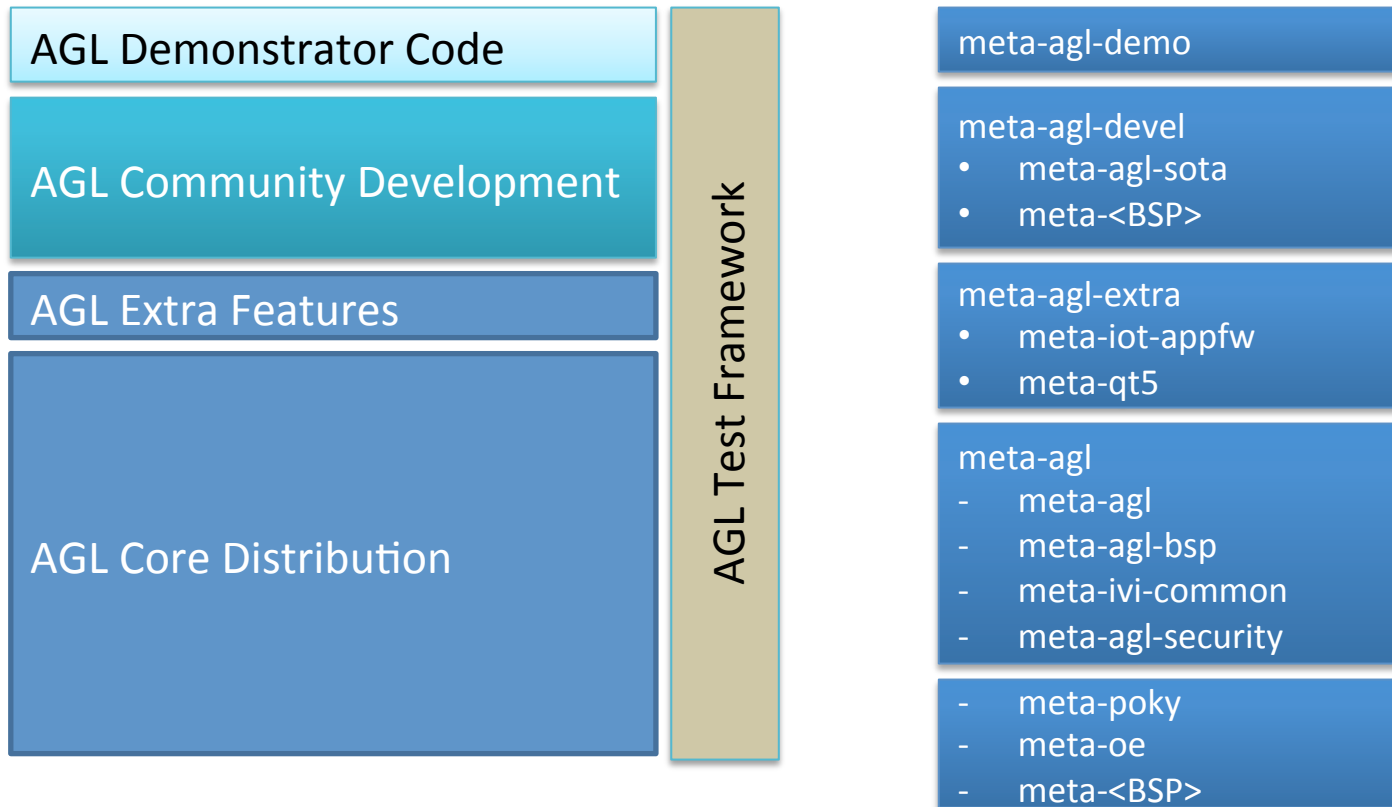 AGL Demonstrator Code
AGL Community Development
AGL Extra Features
AGL Core Distribution
AGL Test Framework
meta-agl-demo
meta-agl-devel
• meta-agl-sota
• meta-<BSP>
meta-agl-extra
• meta-iot-appfw
• meta-qt5
meta-agl
- meta-agl
- meta-agl-bsp
- meta-ivi-common
- meta-agl-security
- meta-poky
- meta-oe
- meta-<BSP>